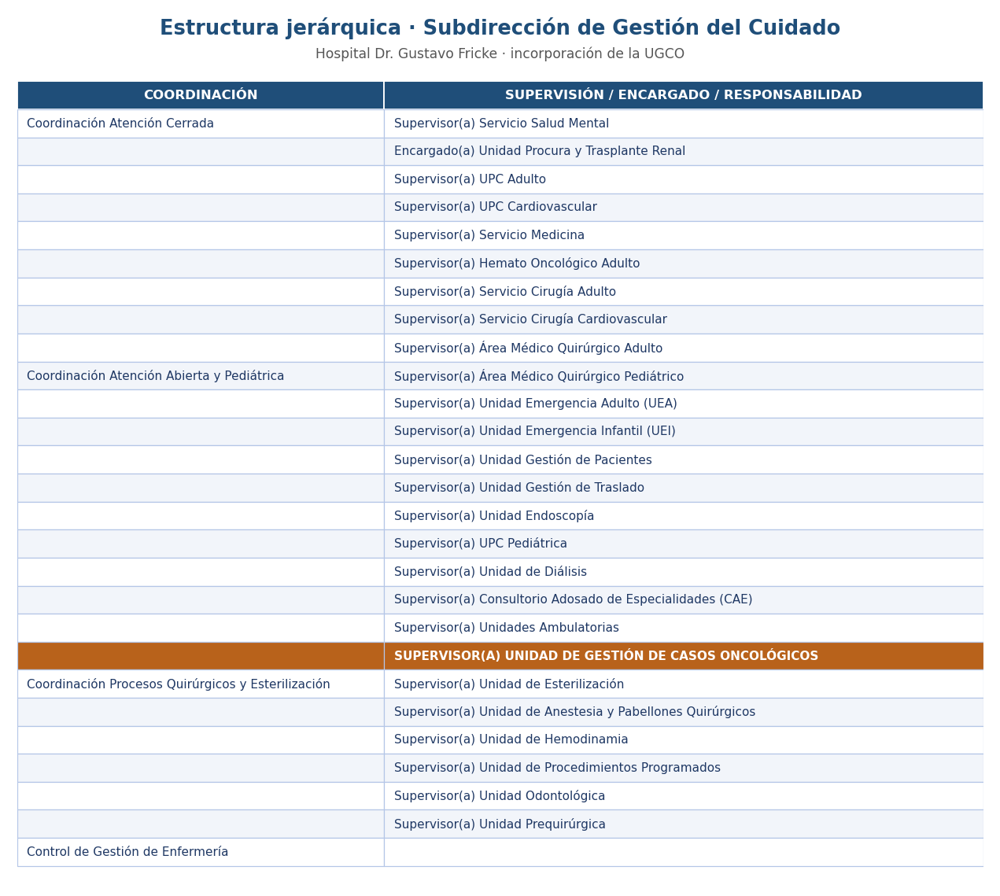 Estructura jerárquica · Subdirección de Gestión del Cuidado
Hospital Dr. Gustavo Fricke · incorporación de la UGCO
COORDINACIÓN SUPERVISIÓN / ENCARGADO / RESPONSABILIDAD
Coordinación Atención Cerrada Supervisor(a) Servicio Salud Mental
Encargado(a) Unidad Procura y Trasplante Renal
Supervisor(a) UPC Adulto
Supervisor(a) UPC Cardiovascular
Supervisor(a) Servicio Medicina
Supervisor(a) Hemato Oncológico Adulto
Supervisor(a) Servicio Cirugía Adulto
Supervisor(a) Servicio Cirugía Cardiovascular
Supervisor(a) Área Médico Quirúrgico Adulto
Coordinación Atención Abierta y Pediátrica Supervisor(a) Área Médico Quirúrgico Pediátrico
Supervisor(a) Unidad Emergencia Adulto (UEA)
Supervisor(a) Unidad Emergencia Infantil (UEI)
Supervisor(a) Unidad Gestión de Pacientes
Supervisor(a) Unidad Gestión de Traslado
Supervisor(a) Unidad Endoscopía
Supervisor(a) UPC Pediátrica
Supervisor(a) Unidad de Diálisis
Supervisor(a) Consultorio Adosado de Especialidades (CAE)
Supervisor(a) Unidades Ambulatorias
SUPERVISOR(A) UNIDAD DE GESTIÓN DE CASOS ONCOLÓGICOS
Coordinación Procesos Quirúrgicos y Esterilización Supervisor(a) Unidad de Esterilización
Supervisor(a) Unidad de Anestesia y Pabellones Quirúrgicos
Supervisor(a) Unidad de Hemodinamia
Supervisor(a) Unidad de Procedimientos Programados
Supervisor(a) Unidad Odontológica
Supervisor(a) Unidad Prequirúrgica
Control de Gestión de Enfermería